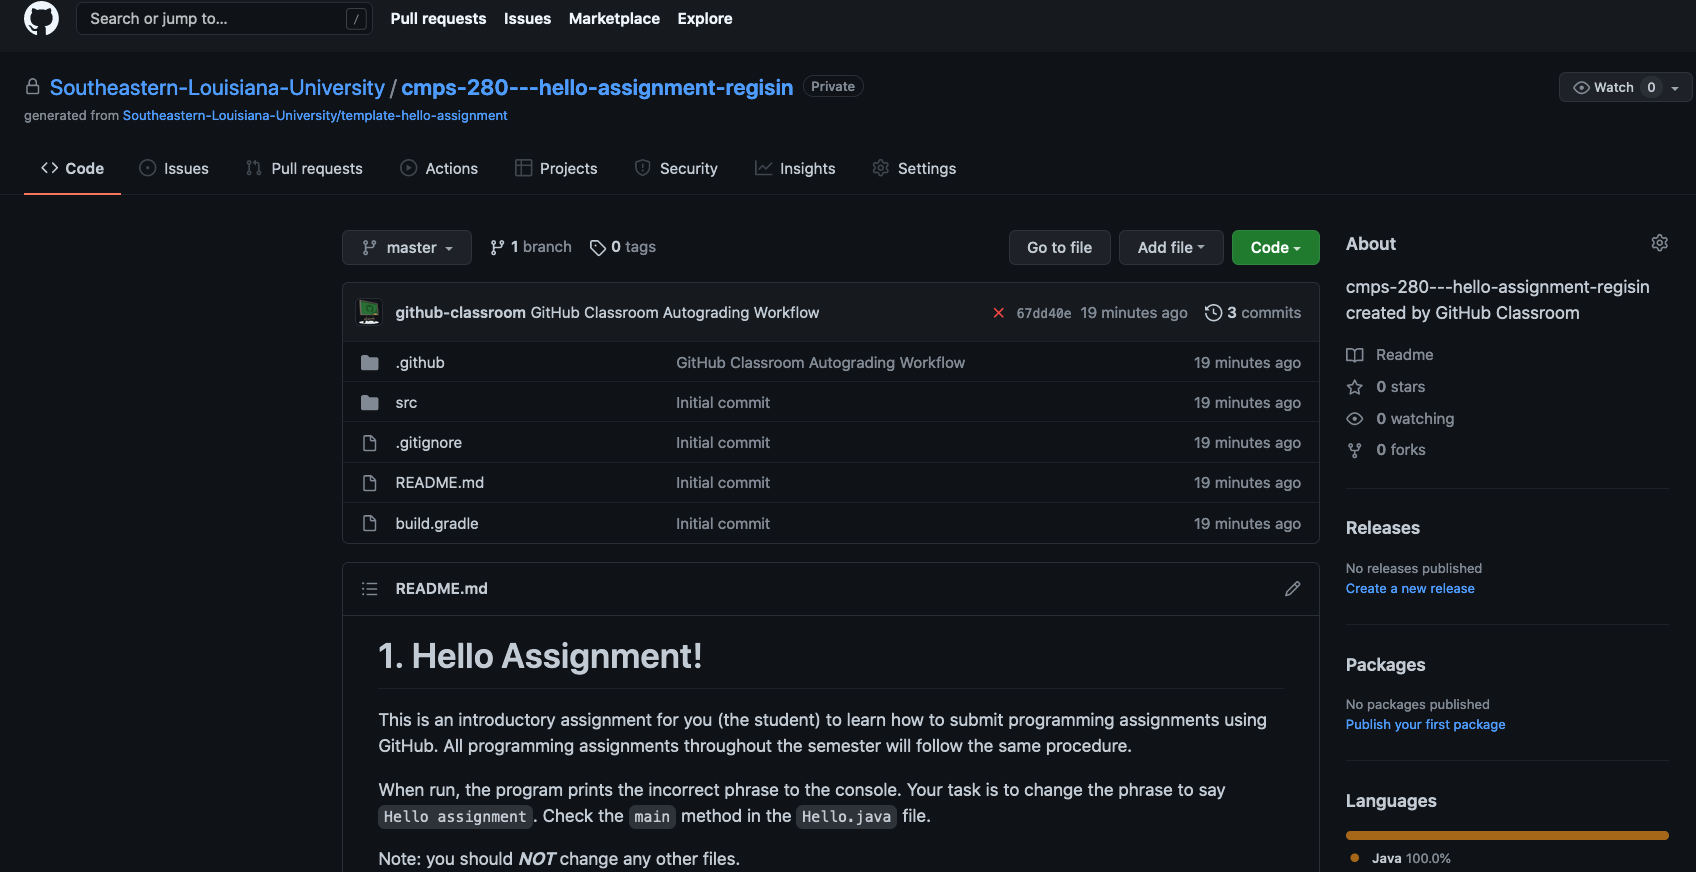 Search or jump to... /
Pull requests Issues Marketplace Explore
Southeastern-Louisiana-University / cmps-280---hello-assignment-regisin Private
Watch 0
generated from Southeastern-Louisiana-University/template-hello-assignment
Code Issues Pull requests Actions Projects Security Insights Settings
master 1 branch 0 tags Go to file Add file Code
github-classroom GitHub Classroom Autograding Workflow 67dd40e 19 minutes ago 3 commits
.github GitHub Classroom Autograding Workflow 19 minutes ago
src Initial commit 19 minutes ago
.gitignore Initial commit 19 minutes ago
README.md Initial commit 19 minutes ago
build.gradle Initial commit 19 minutes ago
README.md
1. Hello Assignment!
This is an introductory assignment for you (the student) to learn how to submit programming assignments using
GitHub. All programming assignments throughout the semester will follow the same procedure.
When run, the program prints the incorrect phrase to the console. Your task is to change the phrase to say
Hello assignment. Check the main method in the Hello.java file.
Note: you should NOT change any other files.
About
cmps-280---hello-assignment-regisin
created by GitHub Classroom
Readme
0 stars
0 watching
0 forks
Releases
No releases published
Create a new release
Packages
No packages published
Publish your first package
Languages
Java 100.0%